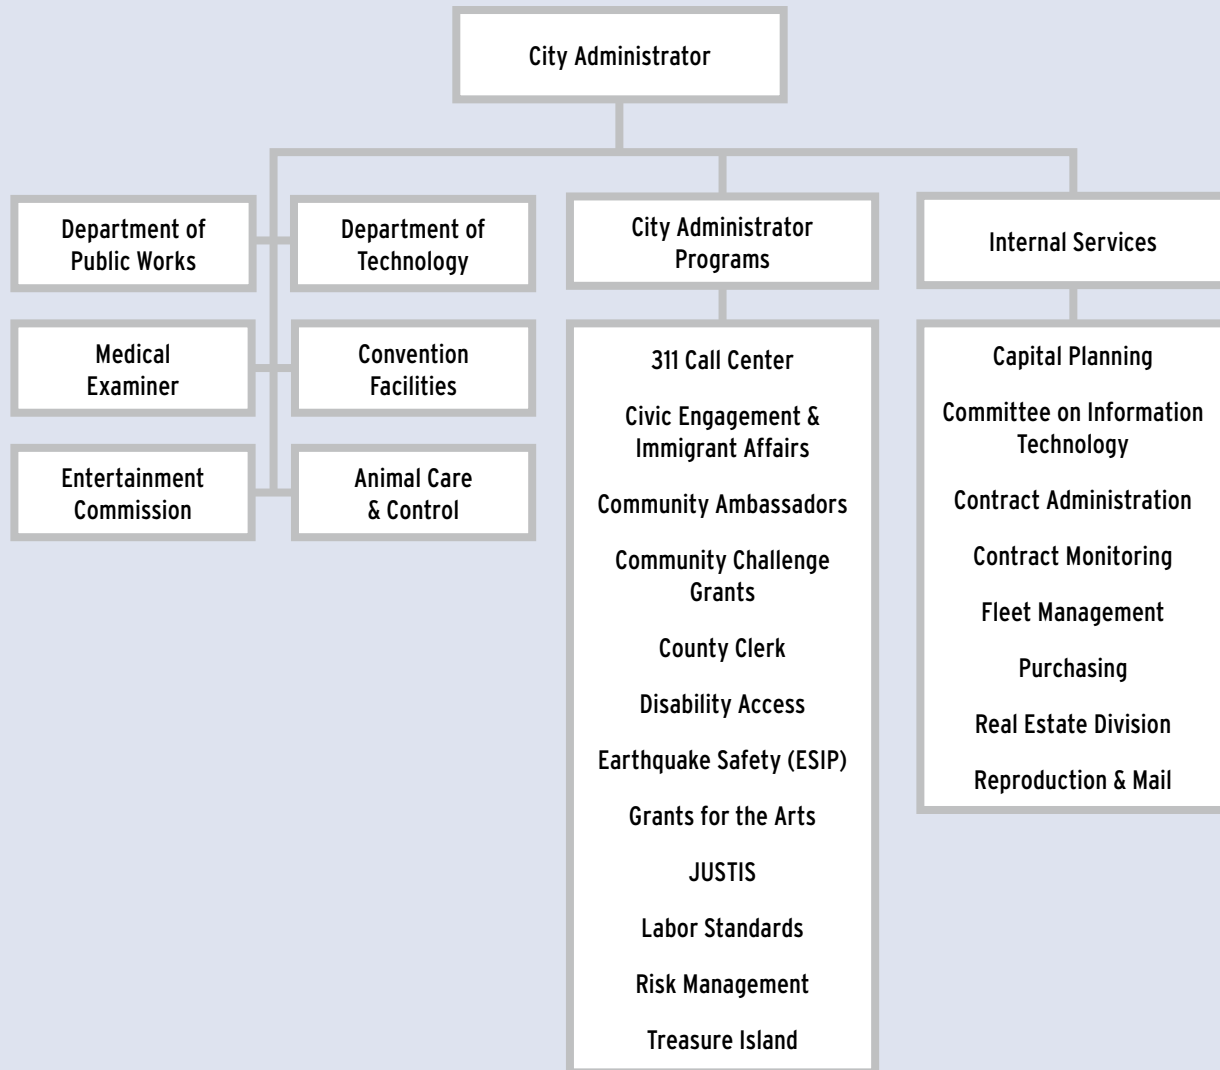 City Administrator
Department of
Public Works
Department of
Technology
Medical
Examiner
Convention
Facilities
Entertainment
Commission
Animal Care
& Control
City Administrator
Programs
311 Call Center
Civic Engagement &
Immigrant Affairs
Community Ambassadors
Community Challenge
Grants
County Clerk
Disability Access
Earthquake Safety (ESIP)
Grants for the Arts
JUSTIS
Labor Standards
Risk Management
Treasure Island
Internal Services
Capital Planning
Committee on Information
Technology
Contract Administration
Contract Monitoring
Fleet Management
Purchasing
Real Estate Division
Reproduction & Mail